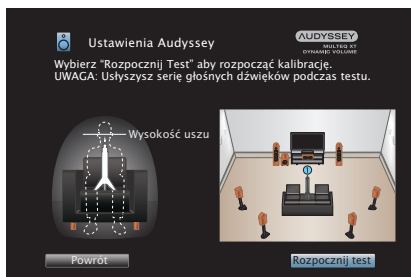 Ustawienia Audyssey
AUDYSSEY
MULTEQ XT
DYNAMIC VOLUME
Wybierz "Rozpocznij Test” aby rozpocząć kalibrację.
UWAGA: Usłyszysz serię głośnych dźwięków podczas testu.
Wysokość uszu
Powrót
Rozpocznij test